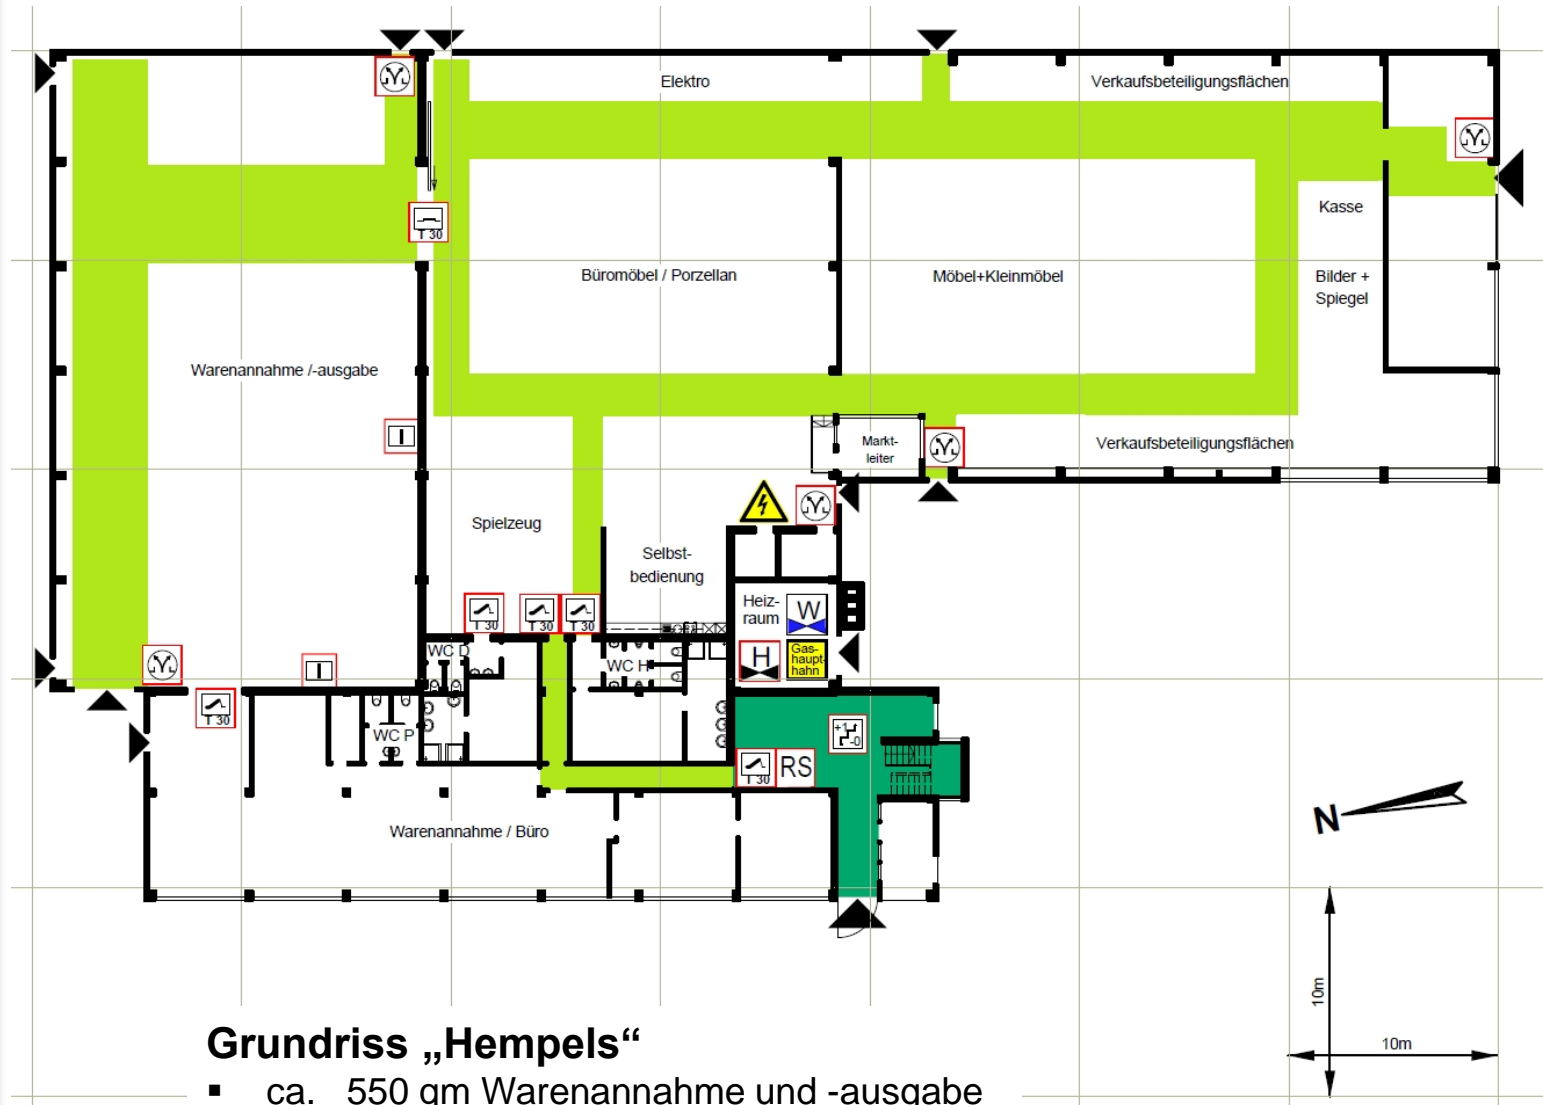 Elektro
Verkaufsbeteiligungsflächen
T 30
Kasse
Büromöbel / Porzellan
Möbel+Kleinmöbel
Bilder +
Spiegel
Warenannahme /-ausgabe
Markt-
leiter
Verkaufsbeteiligungsflächen
Spielzeug
Selbst-
bedienung
Heiz-
raum
W
T 30
T 30
T 30
WC D
WC H
H
Gas-
haupt-
hahn
T 30
WC P
+1
-0
T 30
RS
N
Warenannahme / Büro
10m
10m
Grundriss „Hempels“
▪ ca. 550 qm Warenannahme und -ausgabe